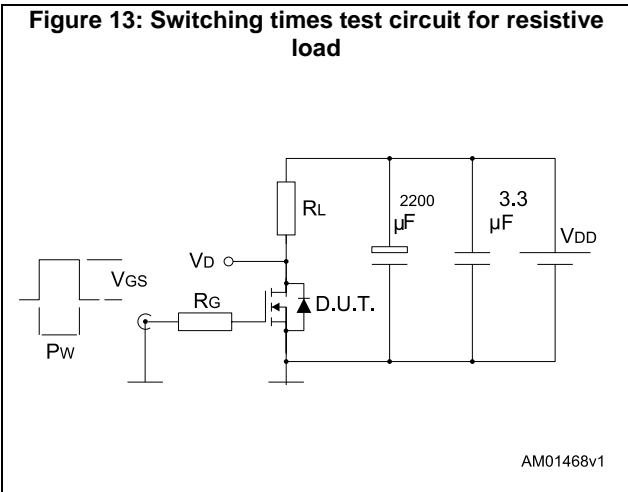 Figure 13: Switching times test circuit for resistive
load
2200
μF
3.3
μF
RL
VDD
VD
VGS
RG
D.U.T.
PW
AM01468v1